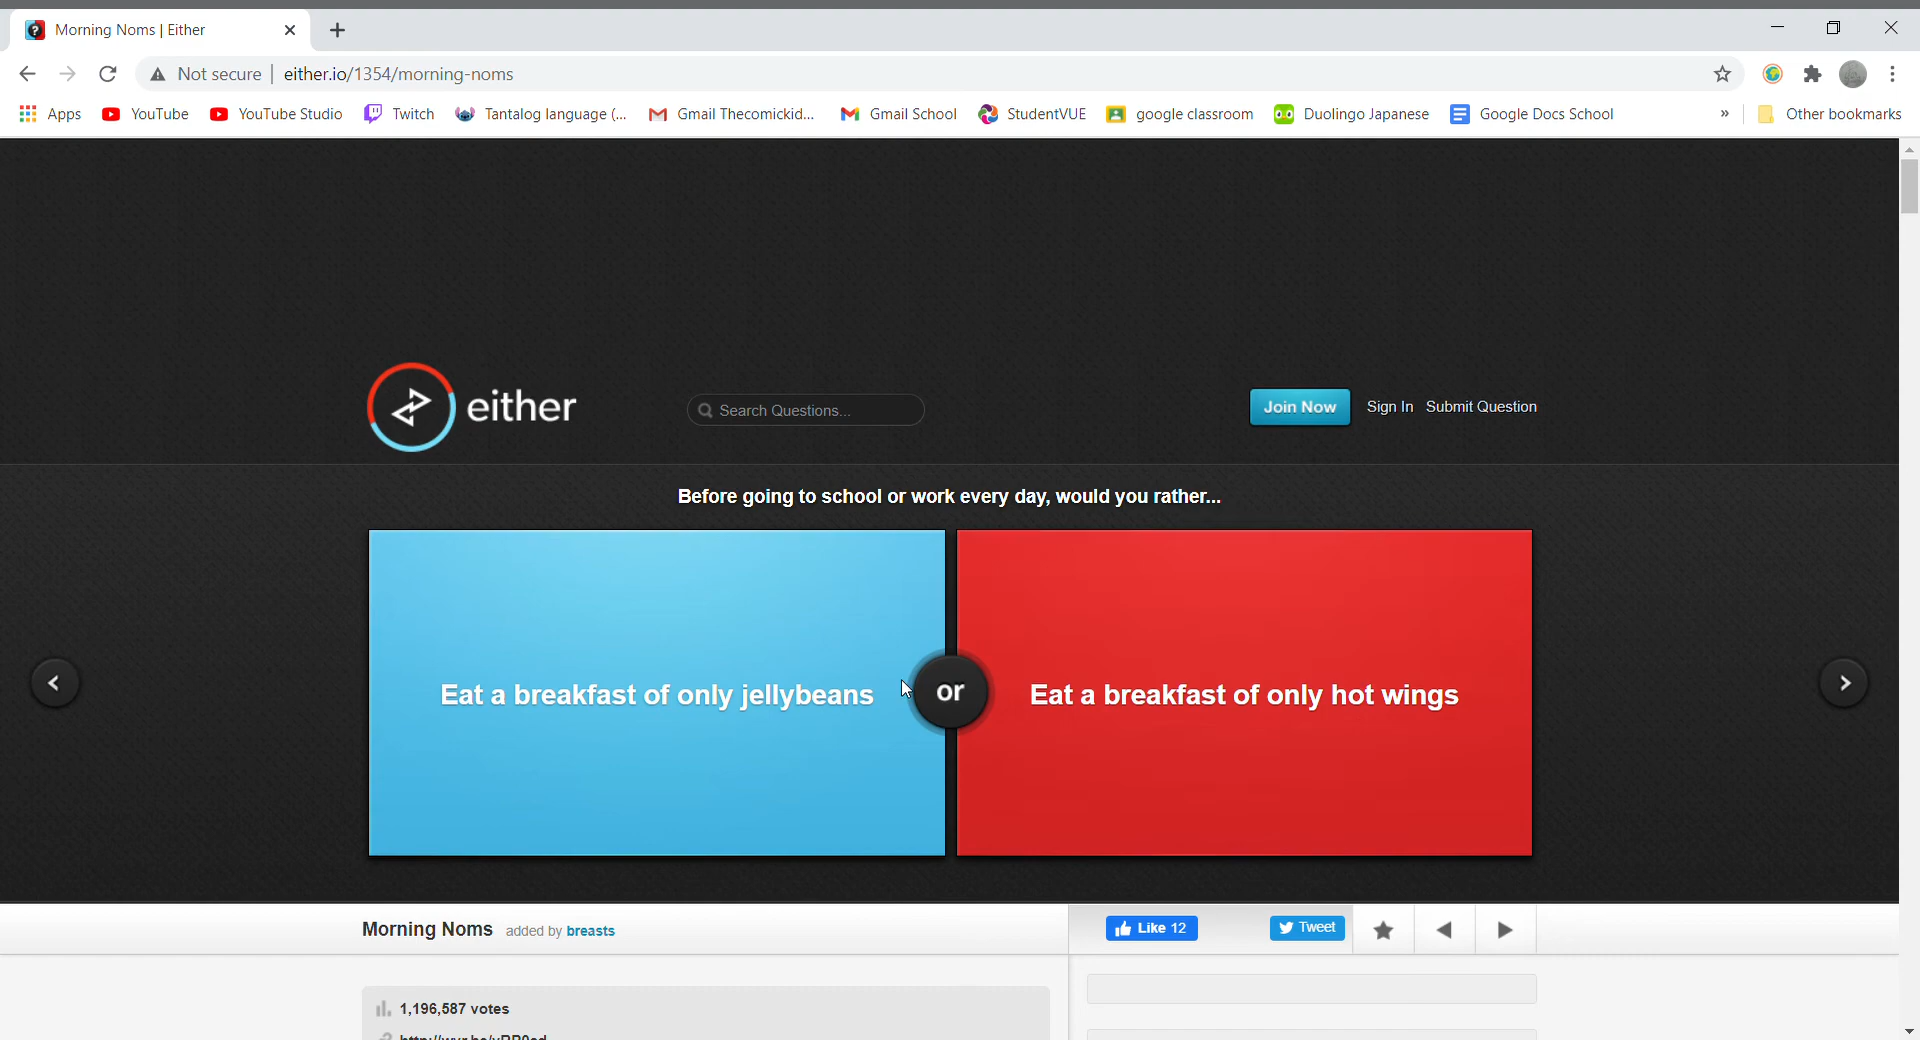 Morning Noms | Either
Not secure | either.io/1354/morning-noms
Apps YouTube YouTube Studio Twitch Tantalog language (... Gmail Thecomickid... Gmail School StudentVUE google classroom Duolingo Japanese Google Docs School » Other bookmarks
either Search Questions... Join Now Sign In Submit Question
Before going to school or work every day, would you rather...
Eat a breakfast of only jellybeans or Eat a breakfast of only hot wings
Morning Noms added by breasts Like 12 Tweet
1,196,587 votes